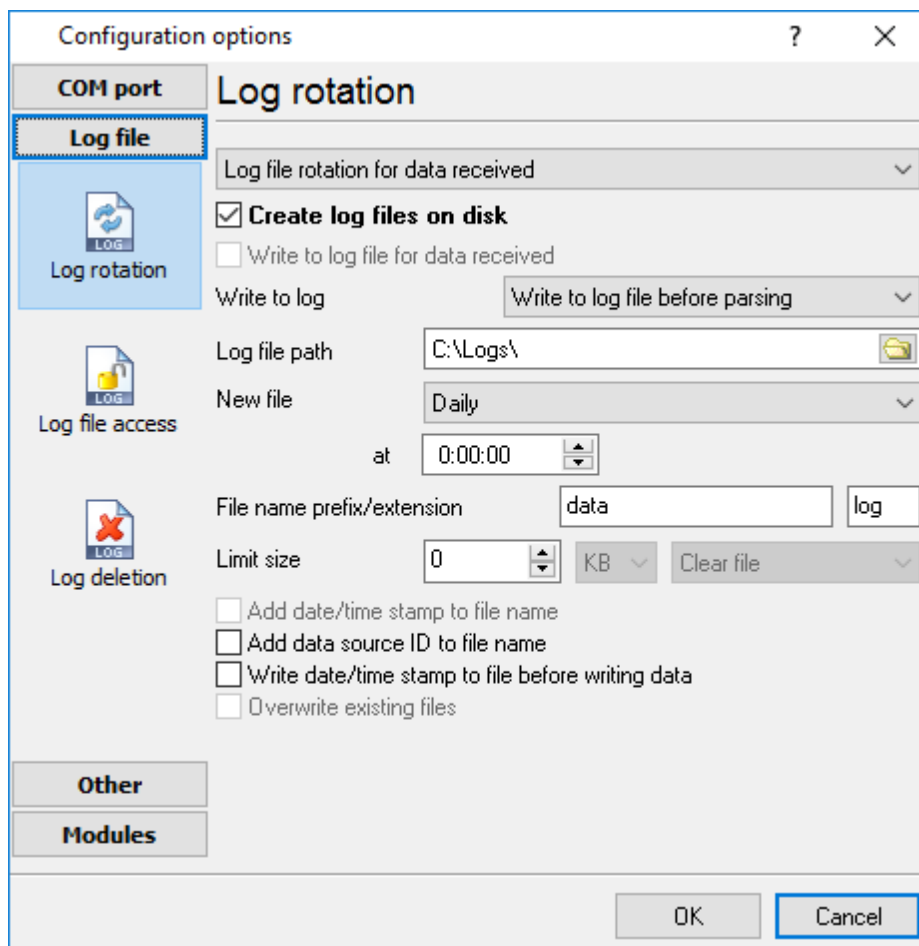 Configuration options ?
COM port
Log file
LOG
Log rotation
LOG
Log file access
LOG
Log deletion
Other
Modules
Log rotation
Log file rotation for data received
Create log files on disk
Write to log file for data received
Write to log Write to log file before parsing
Log file path C:\Logs\
New file Daily
at 0:00:00
File name prefix/extension data log
Limit size 0 KB Clear file
Add date/time stamp to file name
Add data source ID to file name
Write date/time stamp to file before writing data
Overwrite existing files
OK Cancel